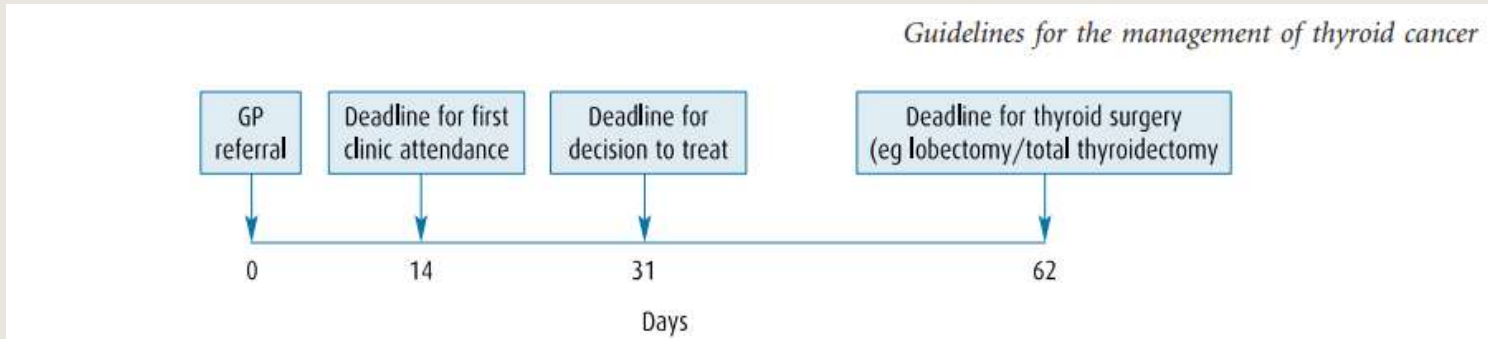 Guidelines for the management of thyroid cancer
GP
referral
Deadline for first
clinic attendance
Deadline for
decision to treat
Deadline for thyroid surgery
(eg lobectomy/total thyroidectomy
0
14
31
62
Days